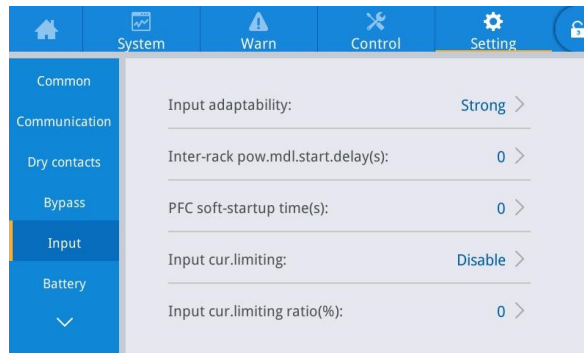 System
Warn
Control
Setting
Common
Communication
Dry contacts
Bypass
Input
Battery
Input adaptability: Strong >
Inter-rack pow.mdl.start.delay(s): 0 >
PFC soft-startup time(s): 0 >
Input cur.limiting: Disable >
Input cur.limiting ratio(%): 0 >